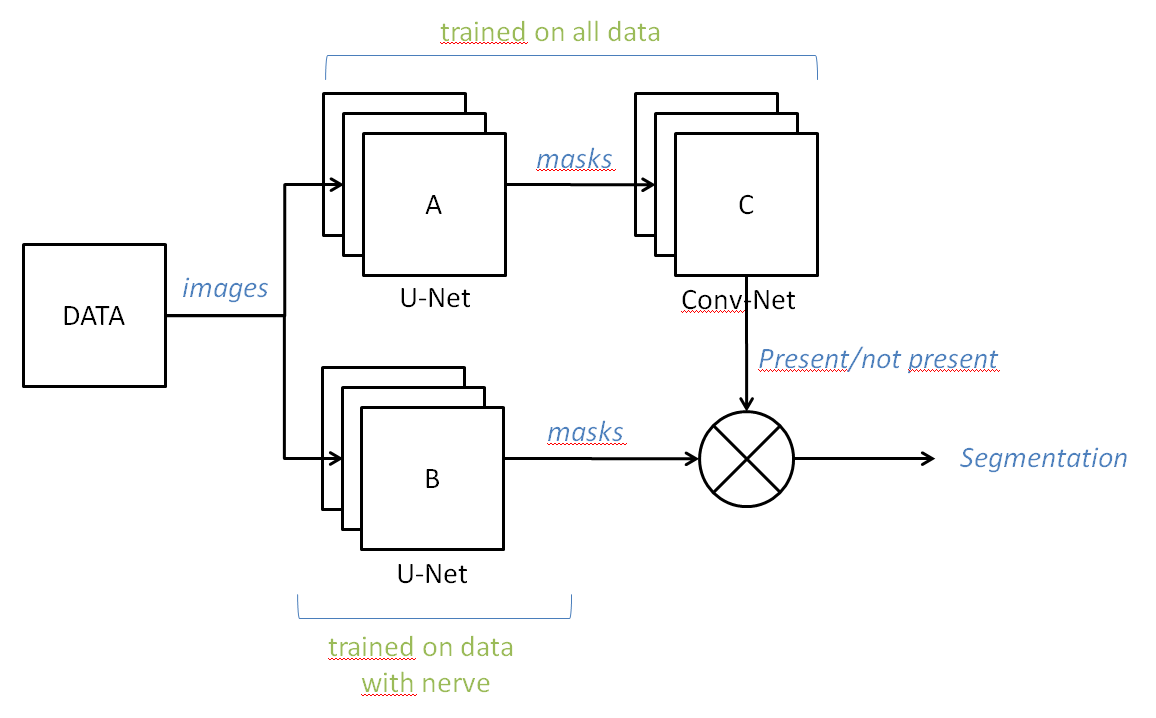 trained on all data
masks
A
C
images
DATA
U-Net
Conv-Net
Present/not present
masks
B
Segmentation
U-Net
trained on data
with nerve